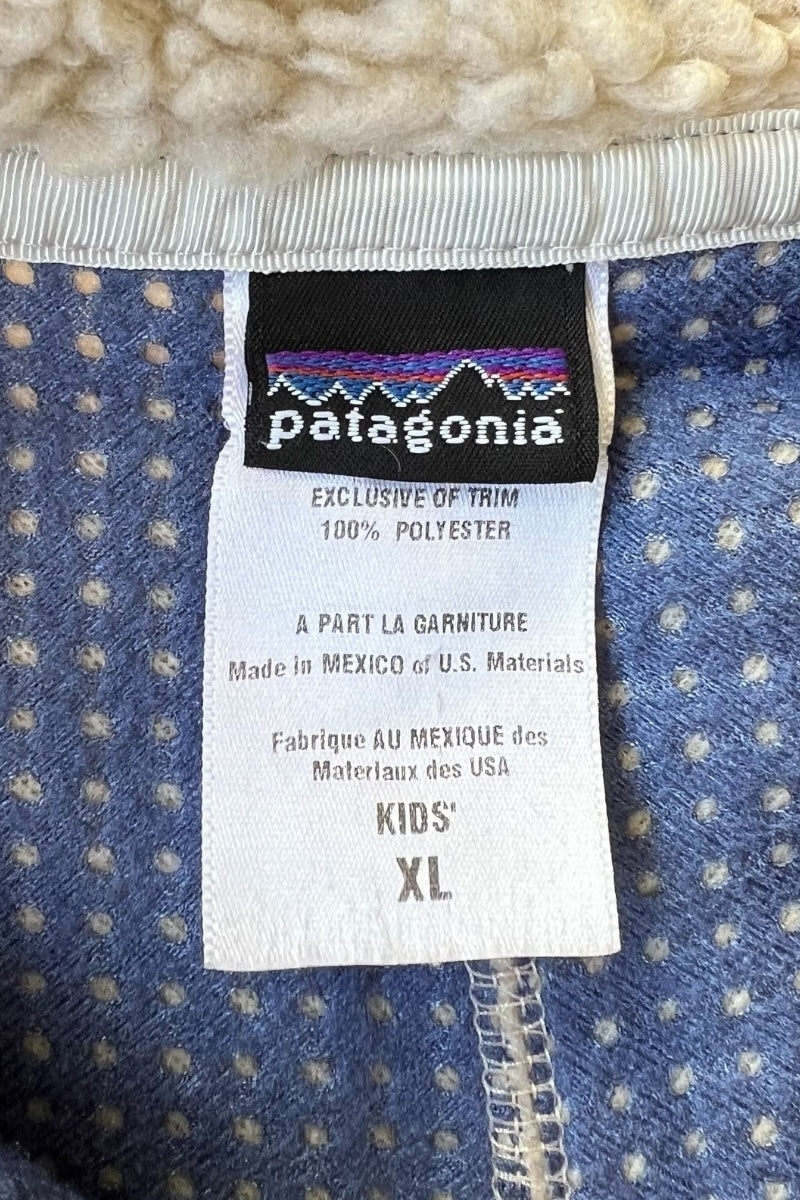 patagonia
EXCLUSIVE OF TRIM
100% POLYESTER
A PART LA GARNITURE
Made in MEXICO of U.S. Materials
Fabrique AU MEXIQUE des
Materiaux des USA
KIDS'
XL